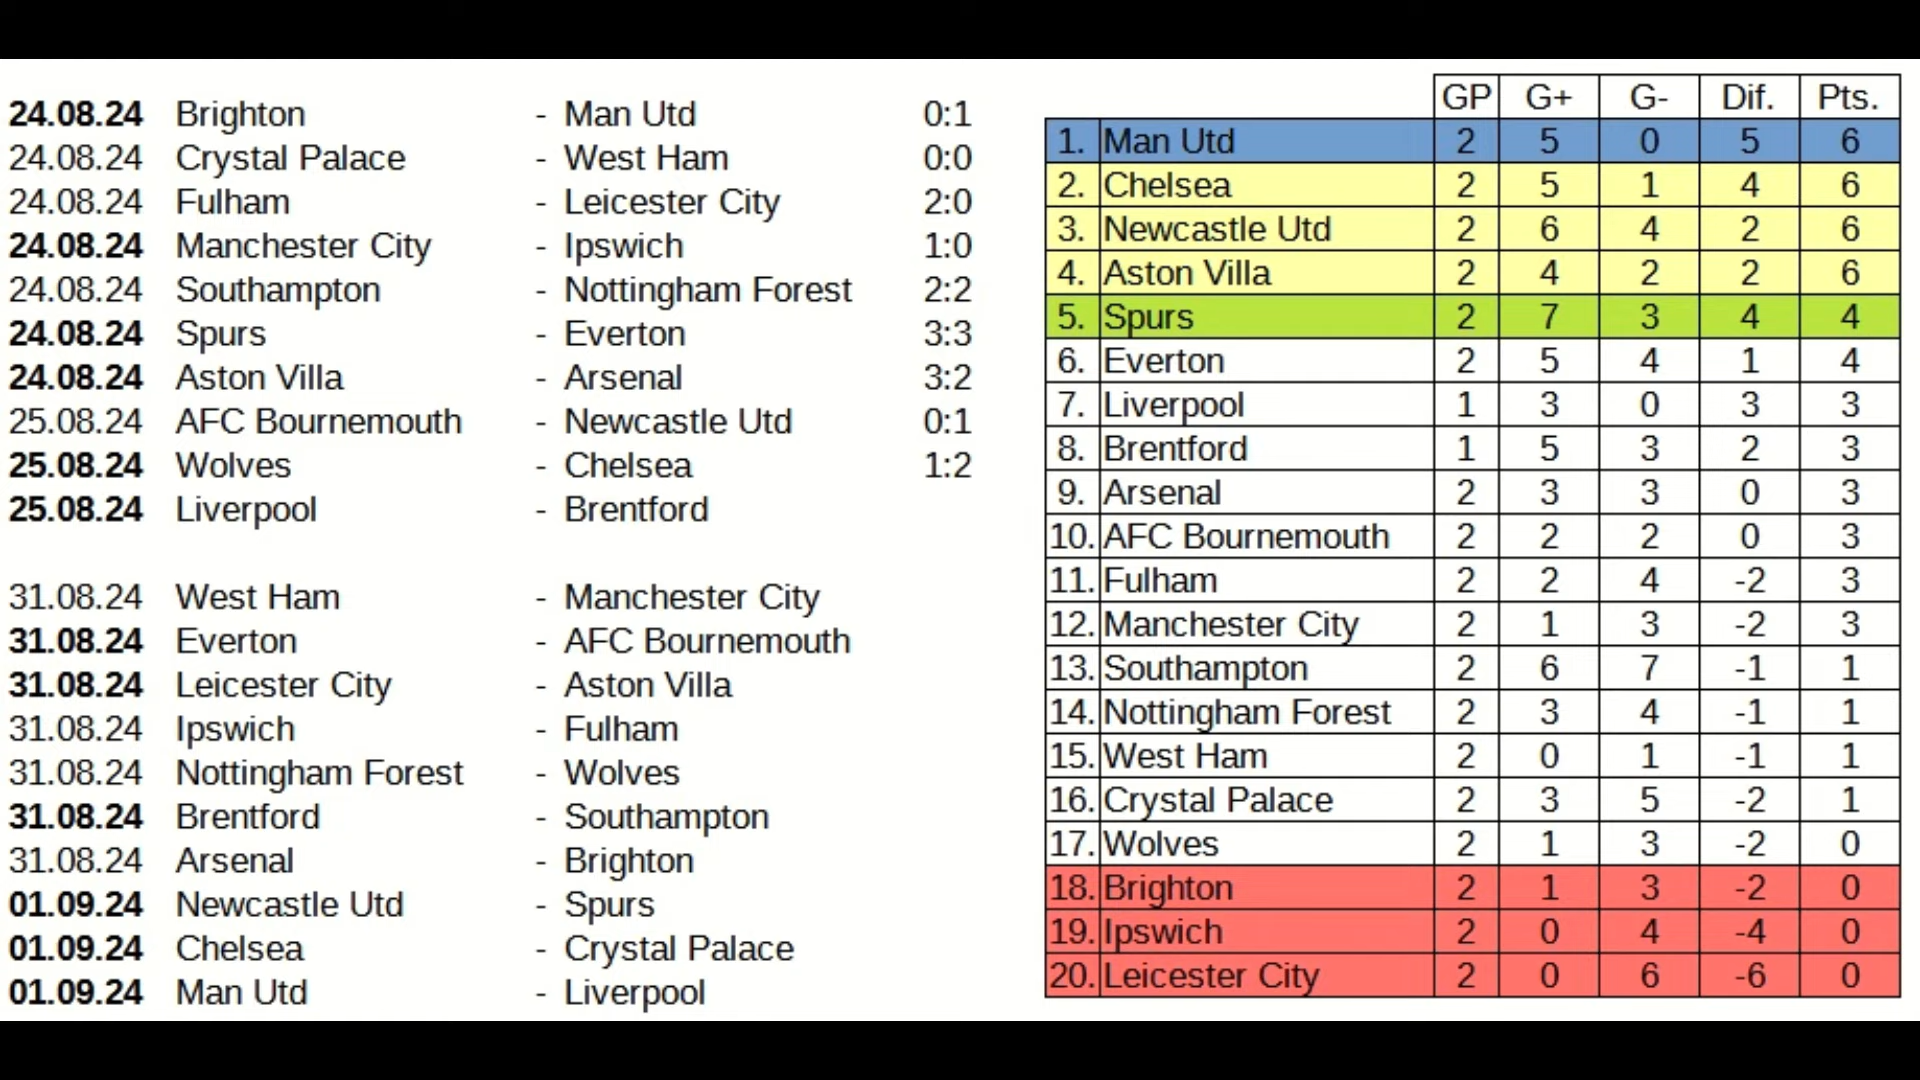 24.08.24 Brighton - Man Utd 0:1
24.08.24 Crystal Palace - West Ham 0:0
24.08.24 Fulham - Leicester City 2:0
24.08.24 Manchester City - Ipswich 1:0
24.08.24 Southampton - Nottingham Forest 2:2
24.08.24 Spurs - Everton 3:3
24.08.24 Aston Villa - Arsenal 3:2
25.08.24 AFC Bournemouth - Newcastle Utd 0:1
25.08.24 Wolves - Chelsea 1:2
25.08.24 Liverpool - Brentford
31.08.24 West Ham - Manchester City
31.08.24 Everton - AFC Bournemouth
31.08.24 Leicester City - Aston Villa
31.08.24 Ipswich - Fulham
31.08.24 Nottingham Forest - Wolves
31.08.24 Brentford - Southampton
31.08.24 Arsenal - Brighton
01.09.24 Newcastle Utd - Spurs
01.09.24 Chelsea - Crystal Palace
01.09.24 Man Utd - Liverpool
GP G+ G- Dif. Pts.
1. Man Utd 2 5 0 5 6
2. Chelsea 2 5 1 4 6
3. Newcastle Utd 2 6 4 2 6
4. Aston Villa 2 4 2 2 6
5. Spurs 2 7 3 4 4
6. Everton 2 5 4 1 4
7. Liverpool 1 3 0 3 3
8. Brentford 1 5 3 2 3
9. Arsenal 2 3 3 0 3
10. AFC Bournemouth 2 2 2 0 3
11. Fulham 2 2 4 -2 3
12. Manchester City 2 1 3 -2 3
13. Southampton 2 6 7 -1 1
14. Nottingham Forest 2 3 4 -1 1
15. West Ham 2 0 1 -1 1
16. Crystal Palace 2 3 5 -2 1
17. Wolves 2 1 3 -2 0
18. Brighton 2 1 3 -2 0
19. Ipswich 2 0 4 -4 0
20. Leicester City 2 0 6 -6 0